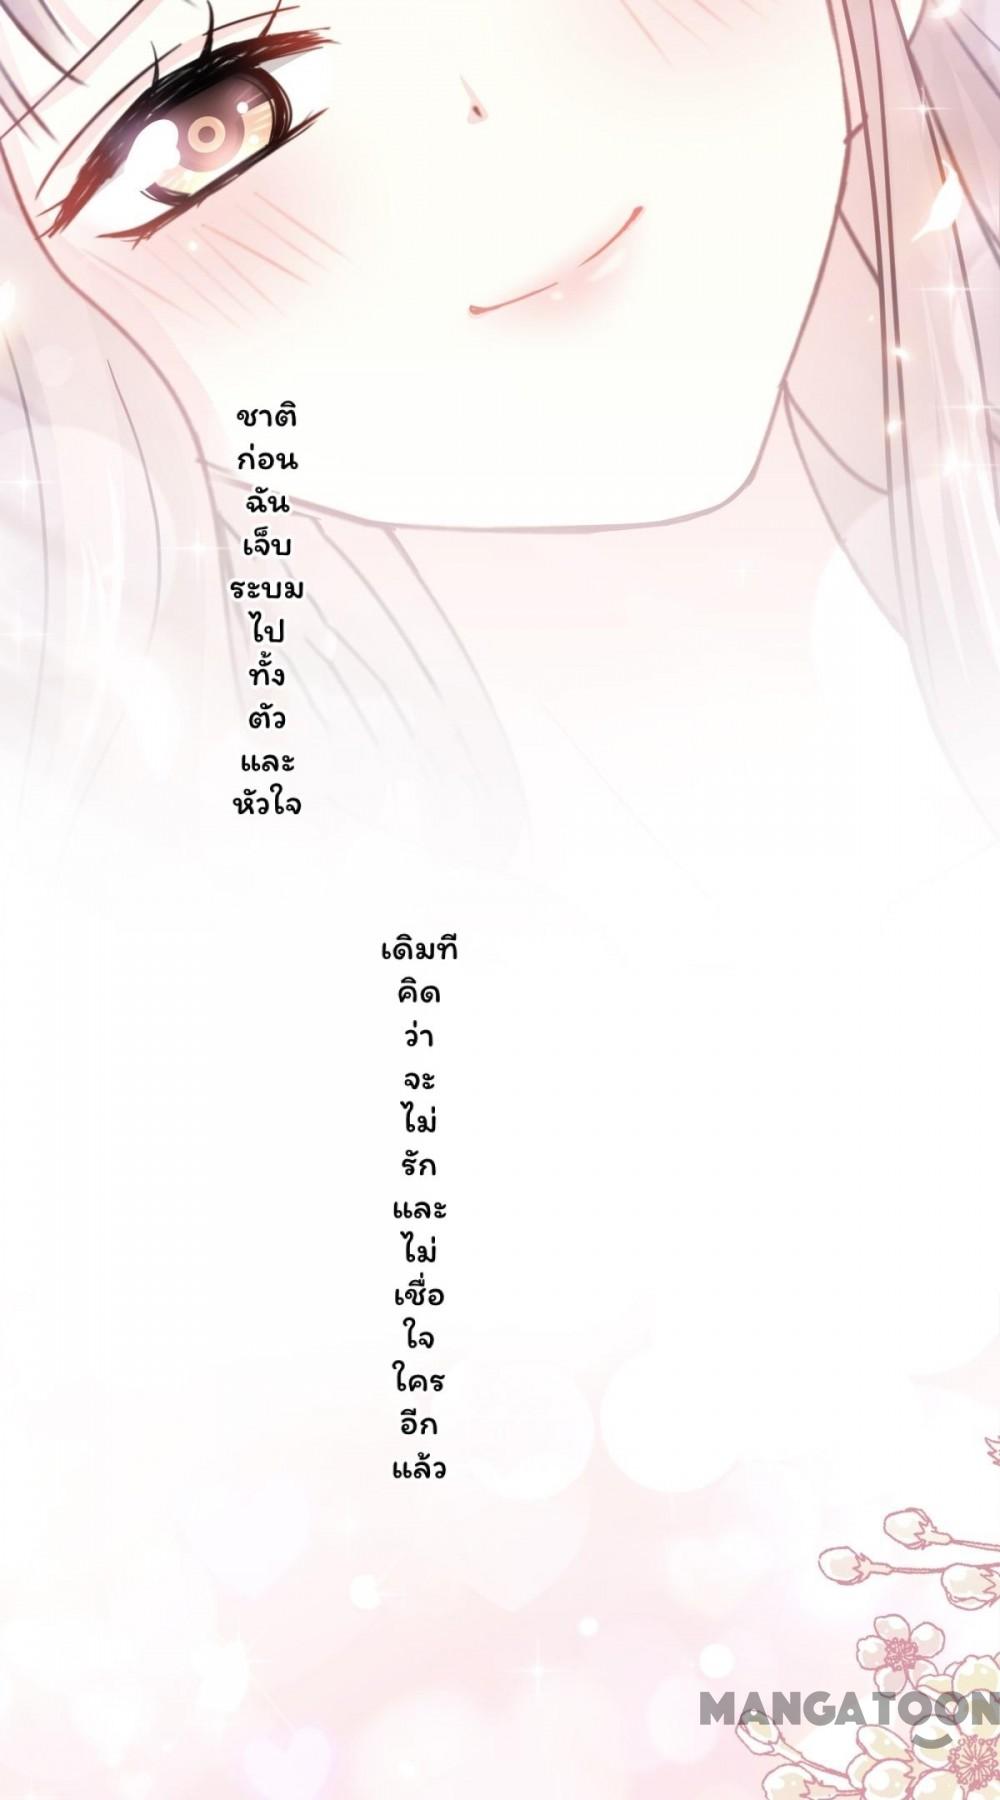 ชาติ
ก่อน
ฉัน
เจ็บ
ระบม
ไป
ทั้ง
ตัว
และ
หัวใจ
เดิมที
คิด
ว่า
จะ
ไม่
รัก
และ
ไม่
เชื่อ
ใจ
ใคร
อีก
แล้ว
MANGATOON